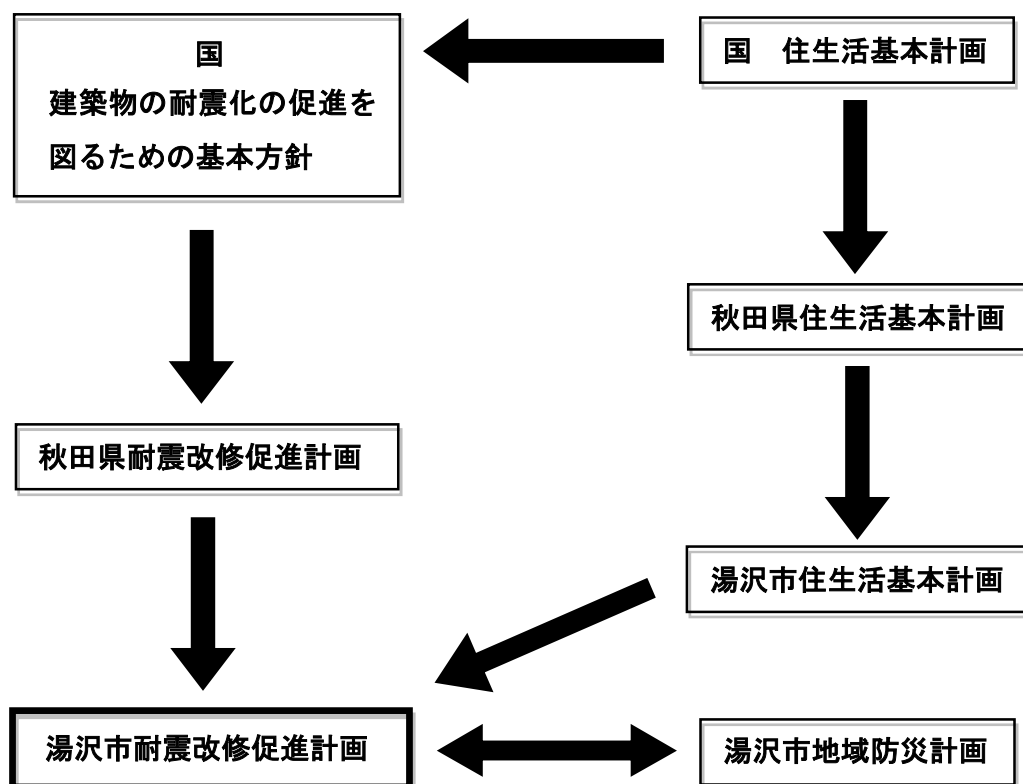 国
建築物の耐震化の促進を
図るための基本方針
国　住生活基本計画
秋田県住生活基本計画
秋田県耐震改修促進計画
湯沢市住生活基本計画
湯沢市耐震改修促進計画
湯沢市地域防災計画